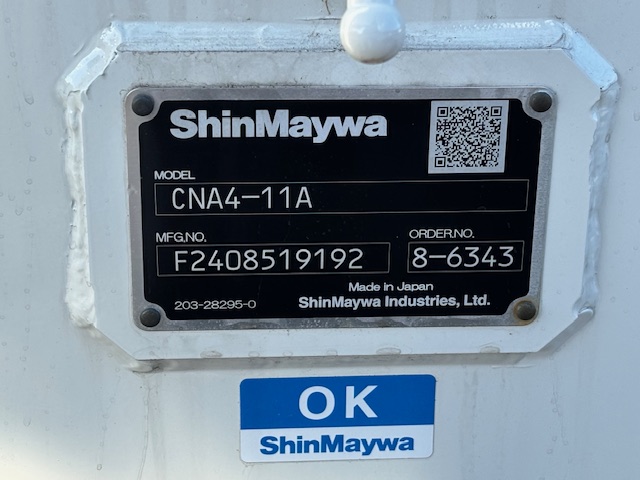 ShinMaywa
MODEL
CNA4-11A
MFG.NO. ORDER.NO.
F2408519192 8-6343
Made in Japan
203-28295-0 ShinMaywa Industries, Ltd.
OK
ShinMaywa